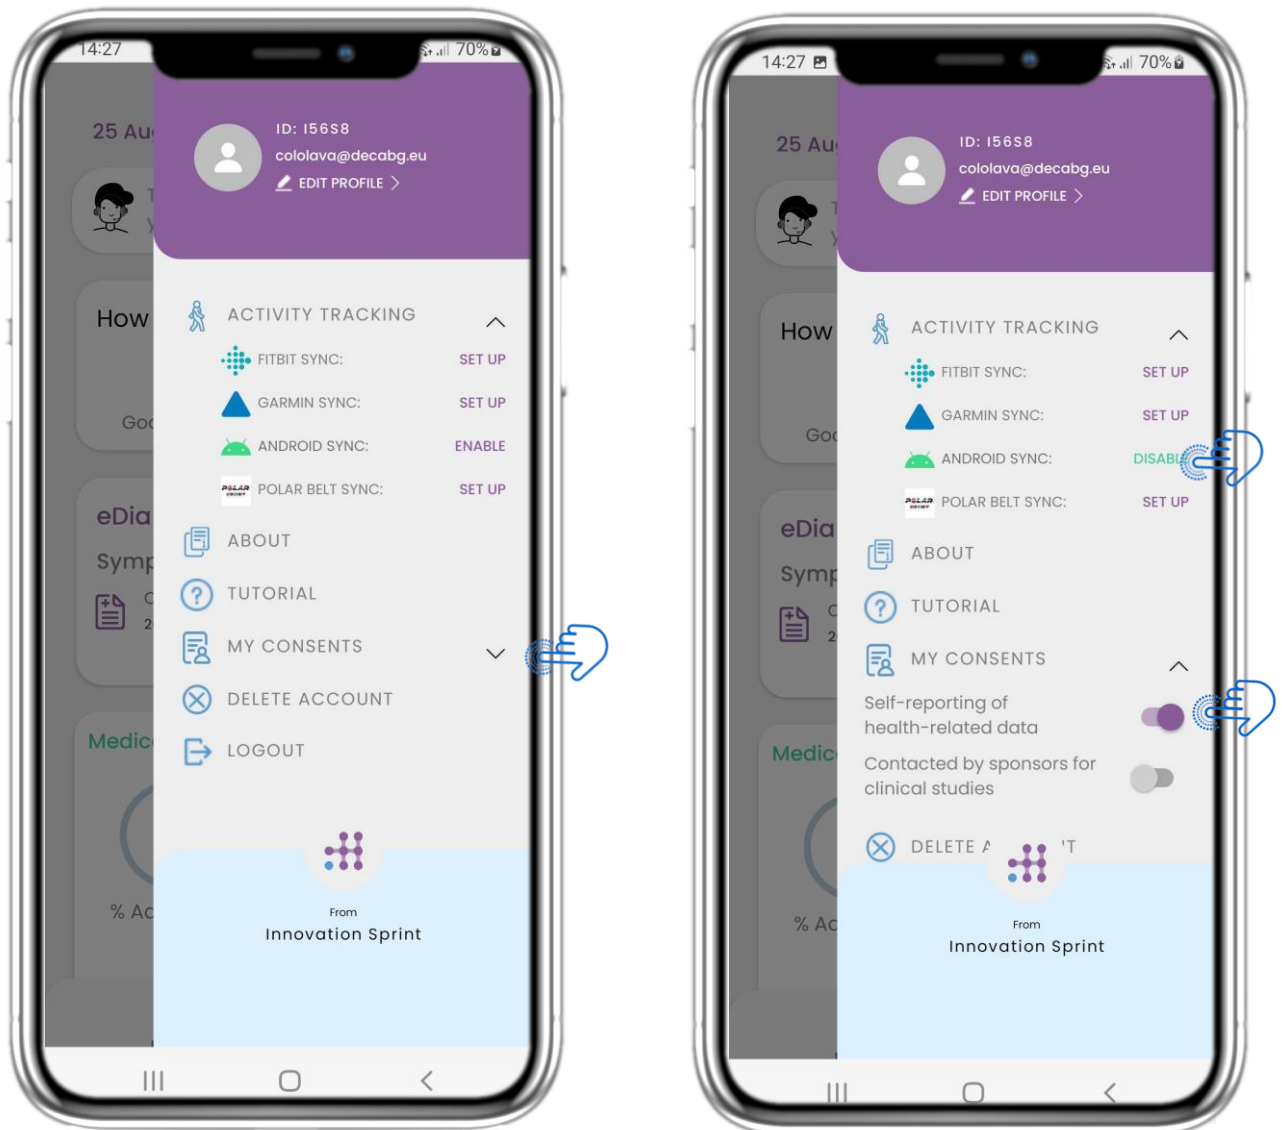 14:27
70%
25 Au
ID: I56S8
cololava@decabg.eu
EDIT PROFILE
How
ACTIVITY TRACKING
FITBIT SYNC: SET UP
GARMIN SYNC: SET UP
Goo
ANDROID SYNC: ENABLE
POLAR BELT SYNC: SET UP
eDia
ABOUT
Symp
TUTORIAL
MY CONSENTS
DELETE ACCOUNT
Medic
LOGOUT
% Ac
From
Innovation Sprint
14:27
70%
25 Au
ID: I56S8
cololava@decabg.eu
EDIT PROFILE
How
ACTIVITY TRACKING
FITBIT SYNC: SET UP
GARMIN SYNC: SET UP
Goo
ANDROID SYNC: DISABLE
POLAR BELT SYNC: SET UP
eDia
ABOUT
Symp
TUTORIAL
MY CONSENTS
Self-reporting of
health-related data
Medic
Contacted by sponsors for
clinical studies
DELETE A
T
% Ac
From
Innovation Sprint